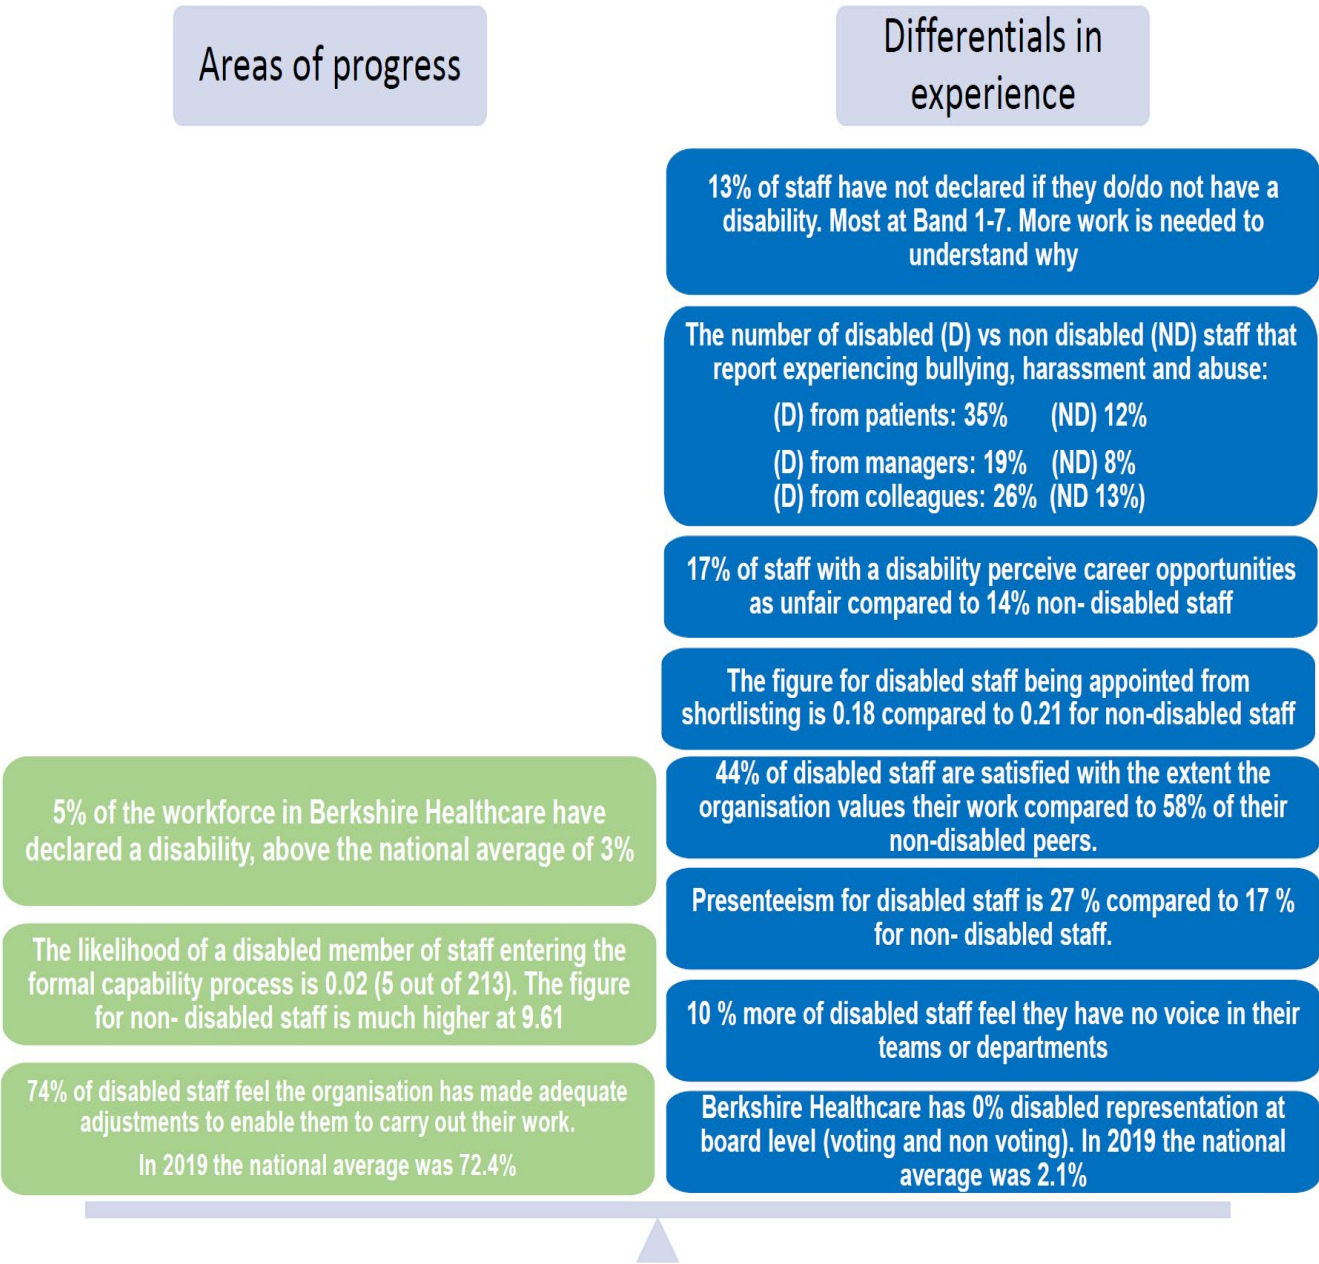 Areas of progress
Differentials in
experience
13% of staff have not declared if they do/do not have a
disability. Most at Band 1-7. More work is needed to
understand why
The number of disabled (D) vs non disabled (ND) staff that
report experiencing bullying, harassment and abuse:
(D) from patients: 35% (ND) 12%
(D) from managers: 19% (ND) 8%
(D) from colleagues: 26% (ND 13%)
17% of staff with a disability perceive career opportunities
as unfair compared to 14% non- disabled staff
The figure for disabled staff being appointed from
shortlisting is 0.18 compared to 0.21 for non-disabled staff
44% of disabled staff are satisfied with the extent the
organisation values their work compared to 58% of their
non-disabled peers.
Presenteeism for disabled staff is 27 % compared to 17 %
for non- disabled staff.
10 % more of disabled staff feel they have no voice in their
teams or departments
Berkshire Healthcare has 0% disabled representation at
board level (voting and non voting). In 2019 the national
average was 2.1%
5% of the workforce in Berkshire Healthcare have
declared a disability, above the national average of 3%
The likelihood of a disabled member of staff entering the
formal capability process is 0.02 (5 out of 213). The figure
for non- disabled staff is much higher at 9.61
74% of disabled staff feel the organisation has made adequate
adjustments to enable them to carry out their work.
In 2019 the national average was 72.4%